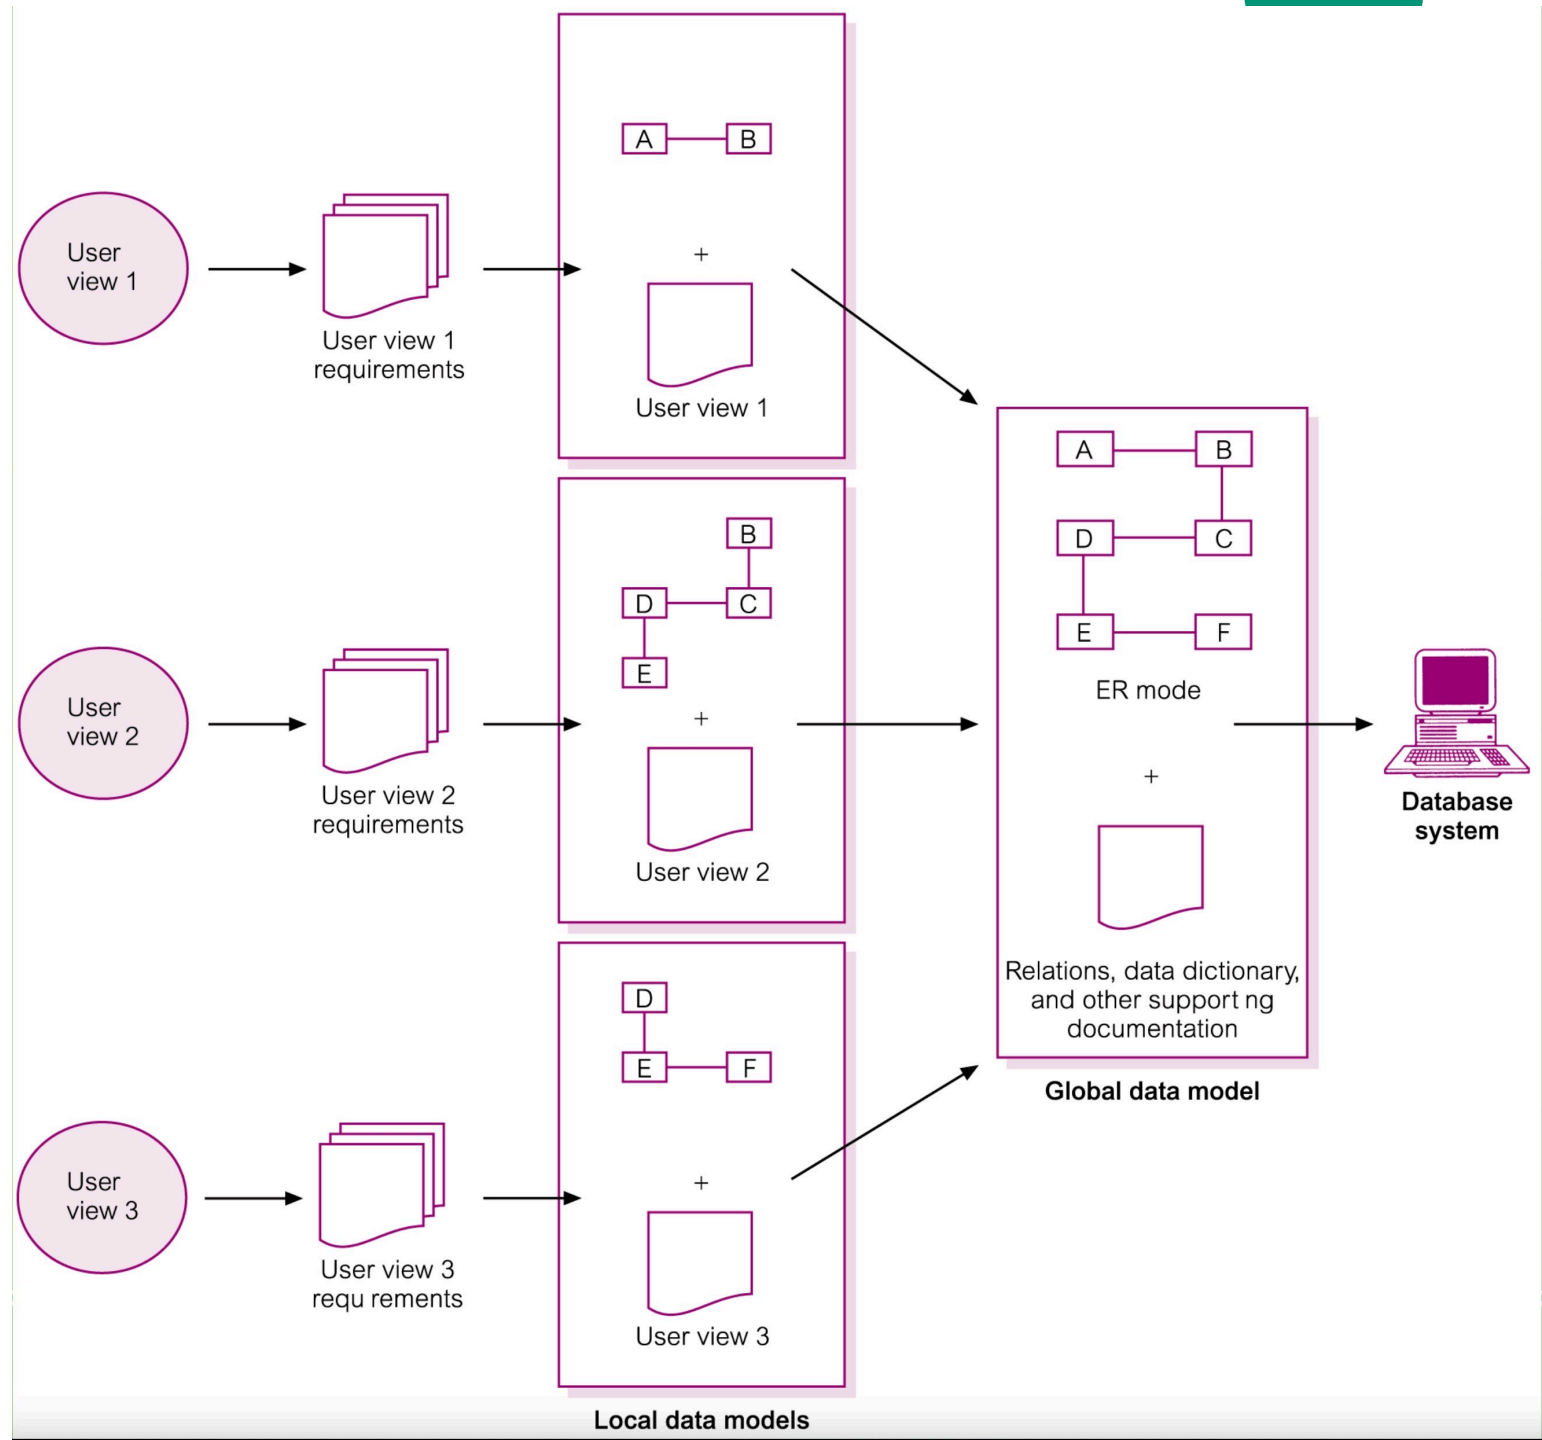 User
view 1
User view 1
requirements
A
B
+
User view 1
User
view 2
User view 2
requirements
B
D
C
E
+
User view 2
User
view 3
User view 3
requ rements
D
E
F
+
User view 3
Local data models
A
B
D
C
E
F
ER mode
+
Relations, data dictionary,
and other support ng
documentation
Global data model
Database
system